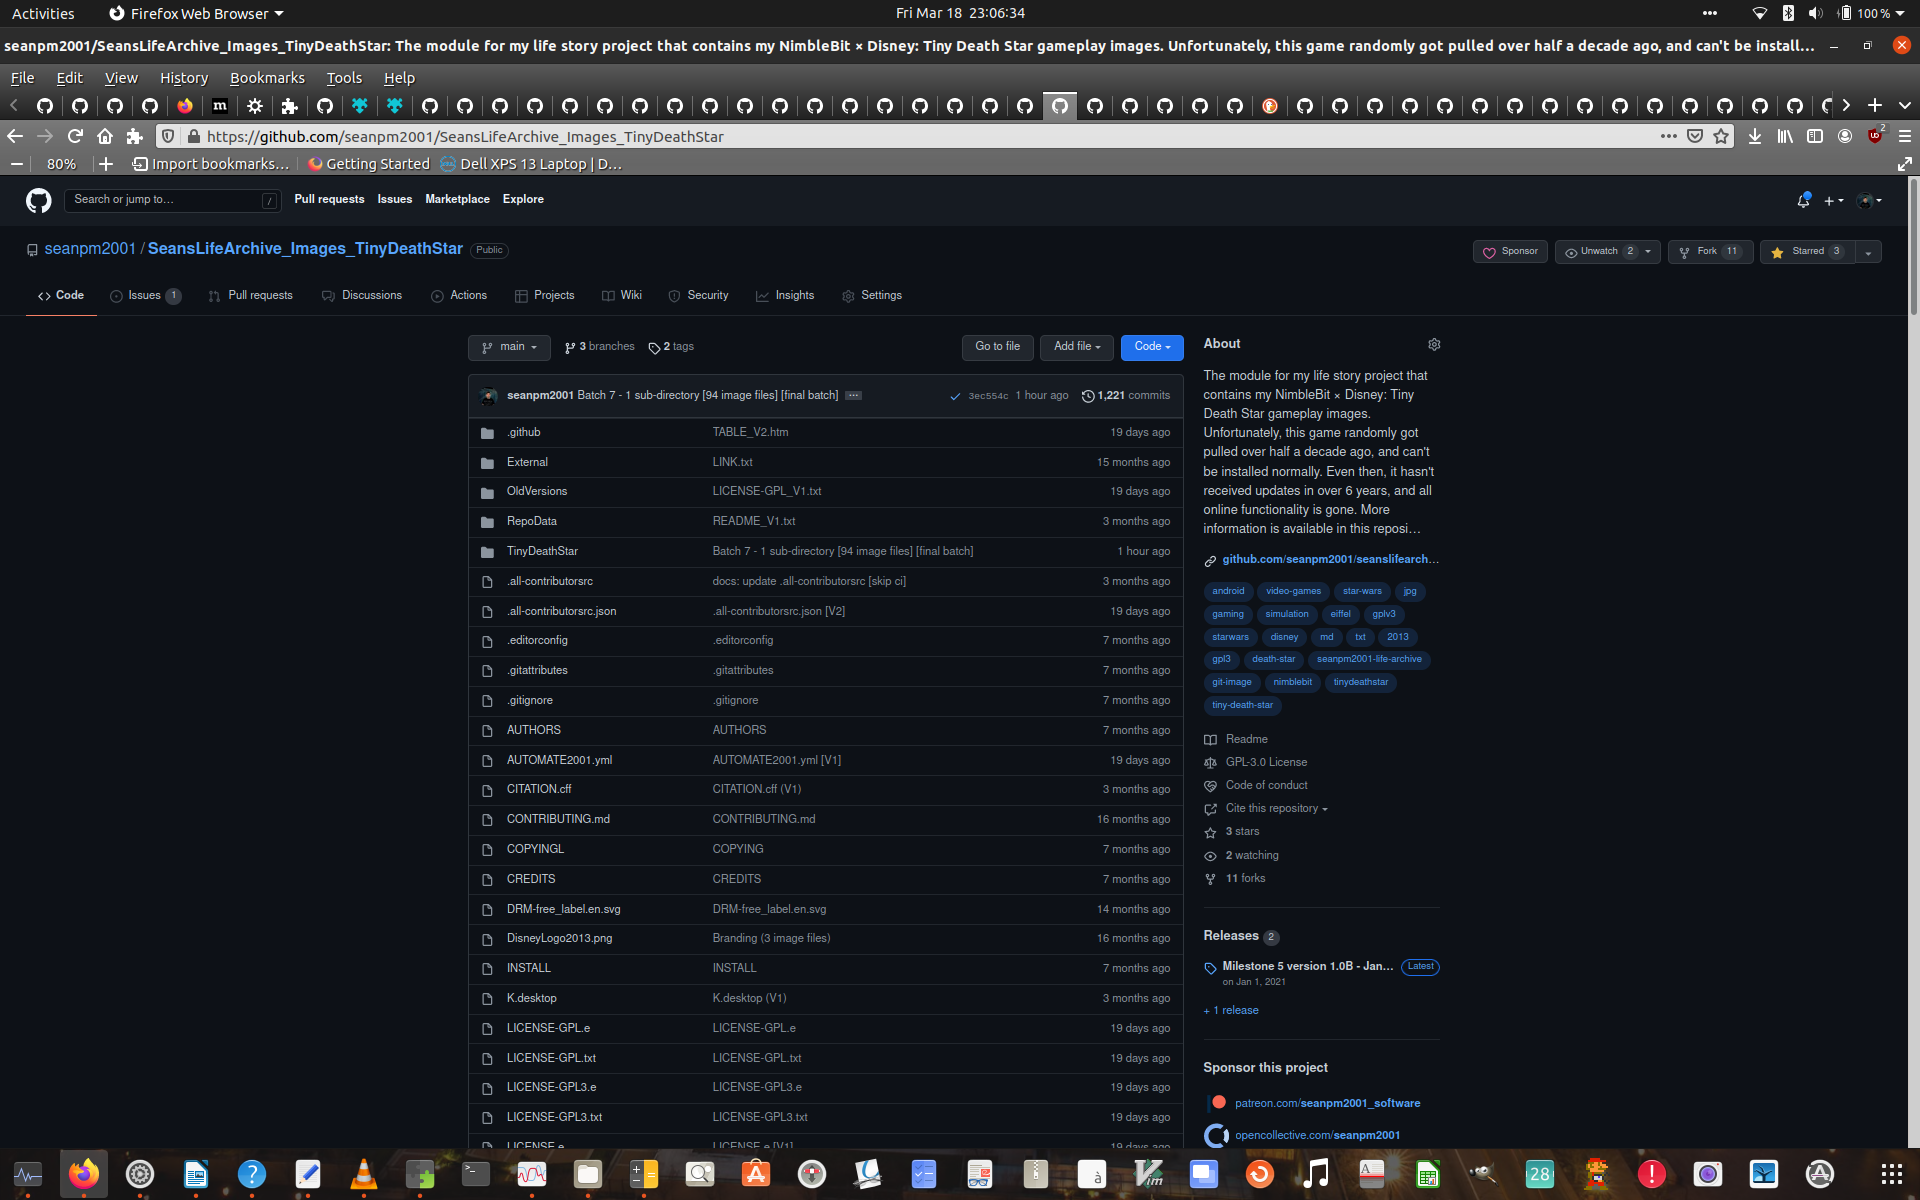 Activities
Firefox Web Browser
Fri Mar 18 23:06:34
100 %
seanpm2001/SeansLifeArchive_Images_TinyDeathStar: The module for my life story project that contains my NimbleBit × Disney: Tiny Death Star gameplay images. Unfortunately, this game randomly got pulled over half a decade ago, and can't be install...
File Edit View History Bookmarks Tools Help
https://github.com/seanpm2001/SeansLifeArchive_Images_TinyDeathStar
2
80%
Import bookmarks...
Getting Started
Dell XPS 13 Laptop | D...
Search or jump to...
/
Pull requests Issues Marketplace Explore
seanpm2001 / SeansLifeArchive_Images_TinyDeathStar Public
Sponsor
Unwatch 2
Fork 11
Starred 3
Code
Issues 1
Pull requests
Discussions
Actions
Projects
Wiki
Security
Insights
Settings
main
3 branches
2 tags
Go to file
Add file
Code
seanpm2001 Batch 7 - 1 sub-directory [94 image files] [final batch] ... 3ec554c 1 hour ago 1,221 commits
.github TABLE_V2.htm 19 days ago
External LINK.txt 15 months ago
OldVersions LICENSE-GPL_V1.txt 19 days ago
RepoData README_V1.txt 3 months ago
TinyDeathStar Batch 7 - 1 sub-directory [94 image files] [final batch] 1 hour ago
.all-contributorsrc docs: update .all-contributorsrc [skip ci] 3 months ago
.all-contributorsrc.json .all-contributorsrc.json [V2] 19 days ago
.editorconfig .editorconfig 7 months ago
.gitattributes .gitattributes 7 months ago
.gitignore .gitignore 7 months ago
AUTHORS AUTHORS 7 months ago
AUTOMATE2001.yml AUTOMATE2001.yml [V1] 19 days ago
CITATION.cff CITATION.cff (V1) 3 months ago
CONTRIBUTING.md CONTRIBUTING.md 16 months ago
COPYINGL COPYING 7 months ago
CREDITS CREDITS 7 months ago
DRM-free_label.en.svg DRM-free_label.en.svg 14 months ago
DisneyLogo2013.png Branding (3 image files) 16 months ago
INSTALL INSTALL 7 months ago
K.desktop K.desktop (V1) 3 months ago
LICENSE-GPL.e LICENSE-GPL.e 19 days ago
LICENSE-GPL.txt LICENSE-GPL.txt 19 days ago
LICENSE-GPL3.e LICENSE-GPL3.e 19 days ago
LICENSE-GPL3.txt LICENSE-GPL3.txt 19 days ago
LICENSE.e LICENSE.e [V1] 19 days ago
About
The module for my life story project that
contains my NimbleBit × Disney: Tiny
Death Star gameplay images.
Unfortunately, this game randomly got
pulled over half a decade ago, and can't
be installed normally. Even then, it hasn't
received updates in over 6 years, and all
online functionality is gone. More
information is available in this reposi...
github.com/seanpm2001/seanslifearch...
android video-games star-wars jpg
gaming simulation eiffel gplv3
starwars disney md txt 2013
gpl3 death-star seanpm2001-life-archive
git-image nimblebit tinydeathstar
tiny-death-star
Readme
GPL-3.0 License
Code of conduct
Cite this repository
3 stars
2 watching
11 forks
Releases 2
Milestone 5 version 1.0B - Jan... Latest
on Jan 1, 2021
+ 1 release
Sponsor this project
patreon.com/seanpm2001_software
opencollective.com/seanpm2001
28